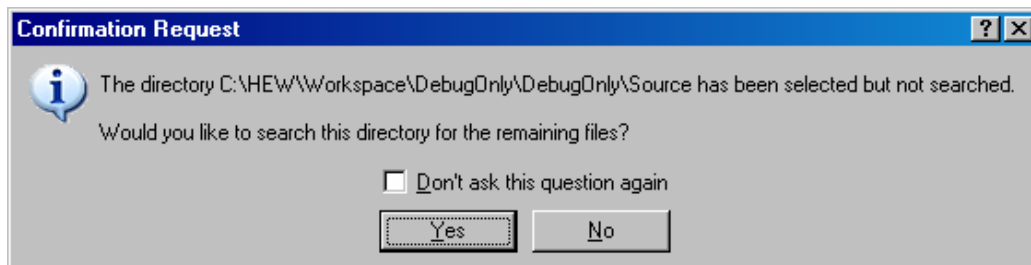 Confirmation Request
The directory C:\HEW\Workspace\DebugOnly\DebugOnly\Source has been selected but not searched.
Would you like to search this directory for the remaining files?
Don't ask this question again
Yes
No